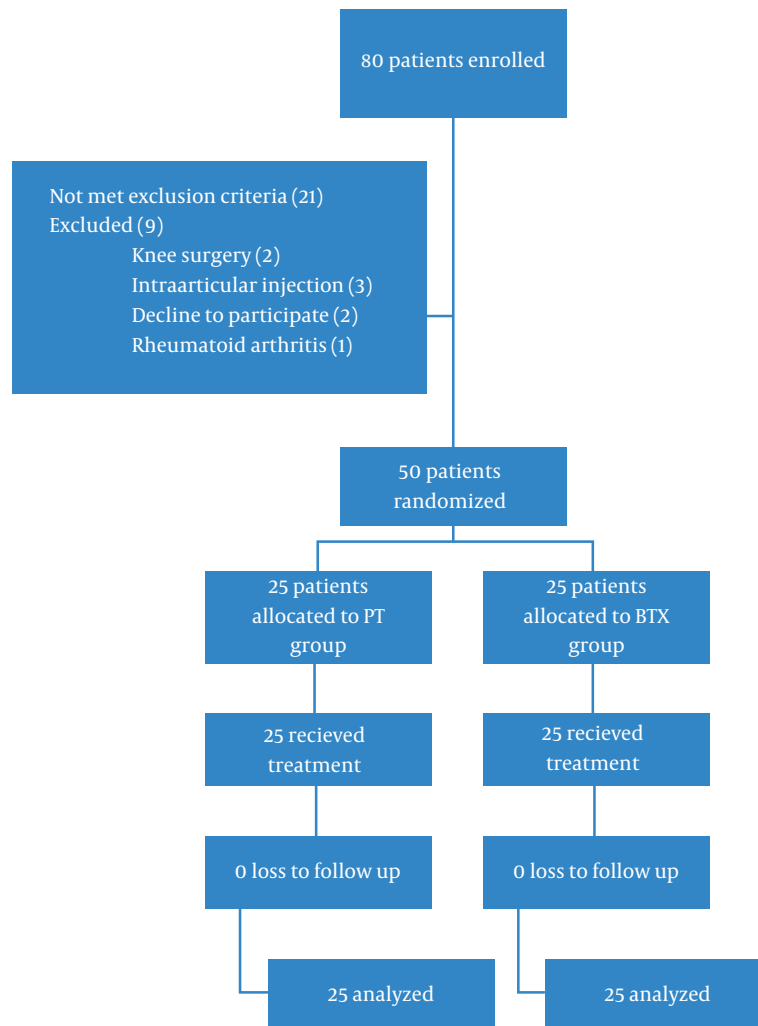 80 patients enrolled
Not met exclusion criteria (21)
Excluded (9)
Knee surgery (2)
Intraarticular injection (3)
Decline to participate (2)
Rheumatoid arthritis (1)
50 patients
randomized
25 patients
allocated to PT
group
25 patients
allocated to BTX
group
25 recieved
treatment
25 recieved
treatment
0 loss to follow up
0 loss to follow up
25 analyzed
25 analyzed